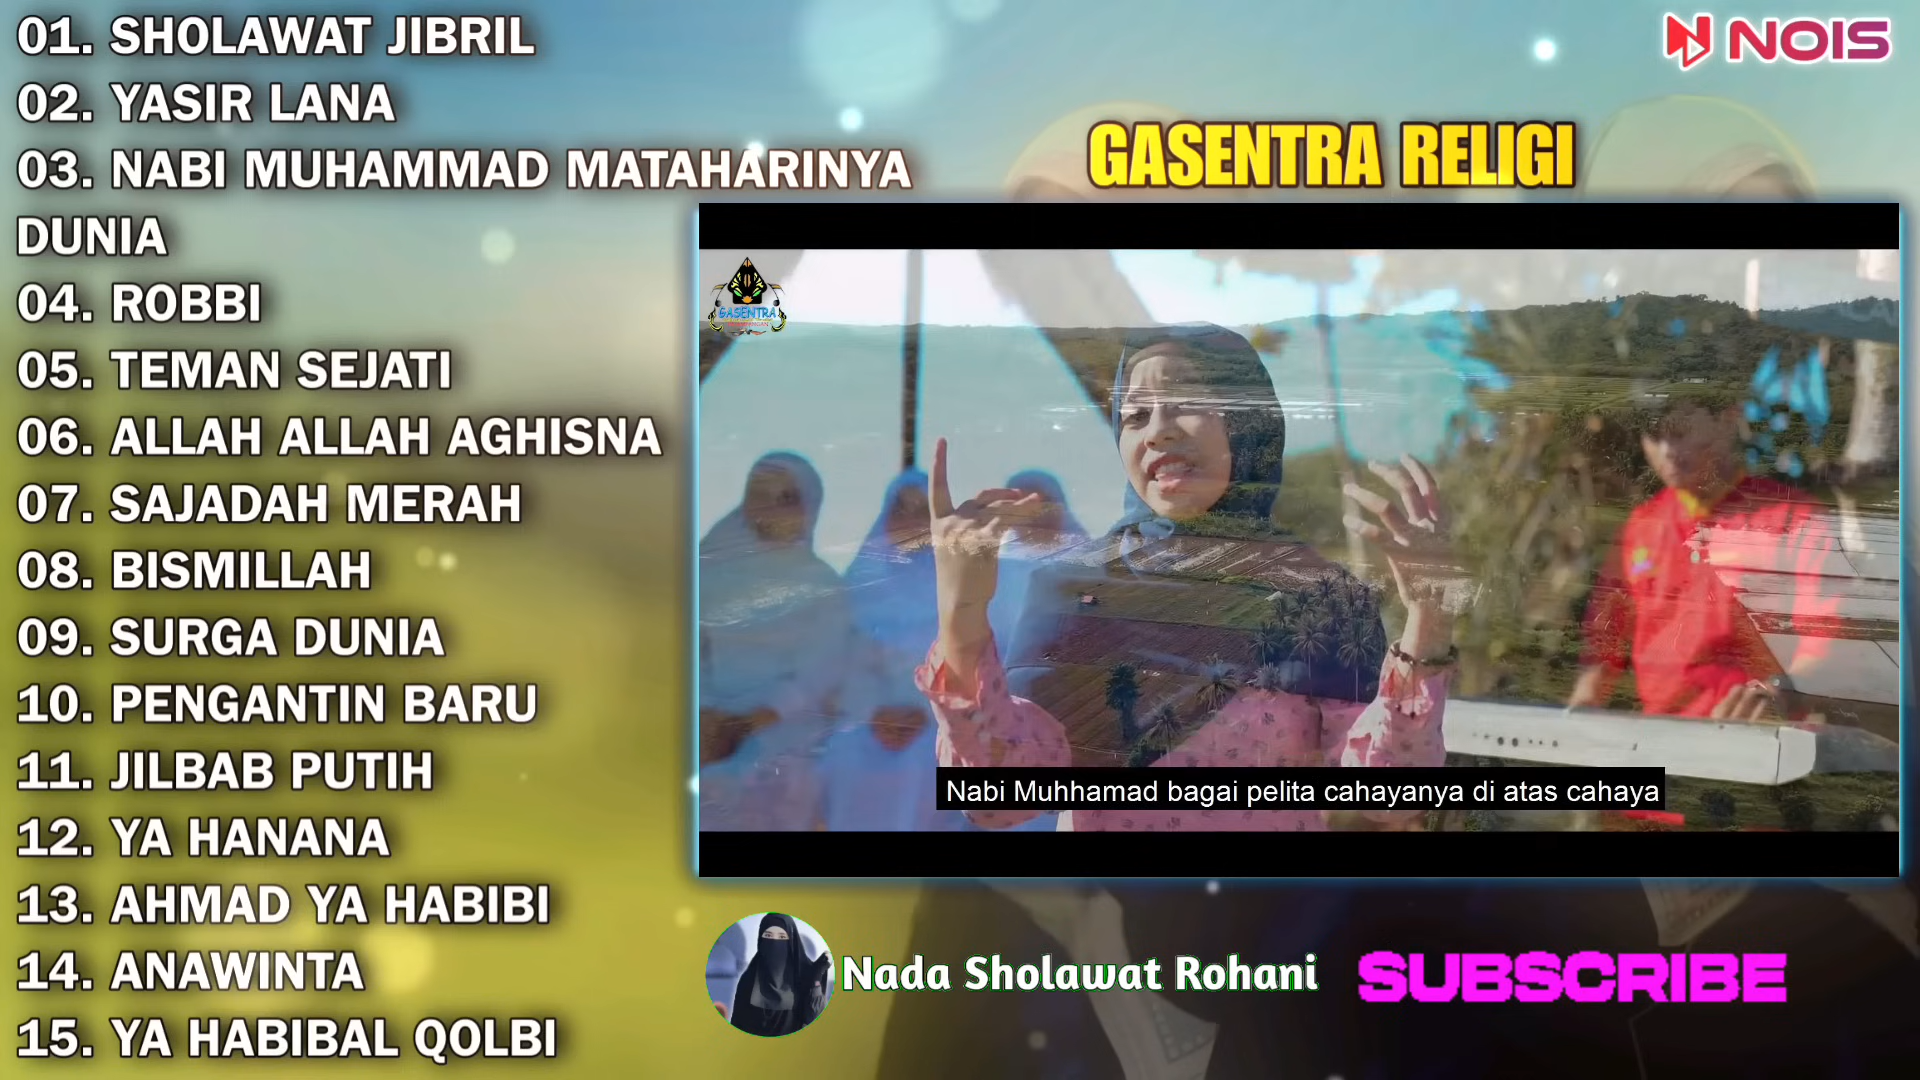 01. SHOLAWAT JIBRIL
02. YASIR LANA
03. NABI MUHAMMAD MATAHARINYA
DUNIA
04. ROBBI
05. TEMAN SEJATI
06. ALLAH ALLAH AGHISNA
07. SAJADAH MERAH
08. BISMILLAH
09. SURGA DUNIA
10. PENGANTIN BARU
11. JILBAB PUTIH
12. YA HANANA
13. AHMAD YA HABIBI
14. ANAWINTA
15. YA HABIBAL QOLBI
NOIS
GASENTRA RELIGI
GASENTRA
Nabi Muhhamad bagai pelita cahayanya di atas cahaya
Nada Sholawat Rohani
SUBSCRIBE